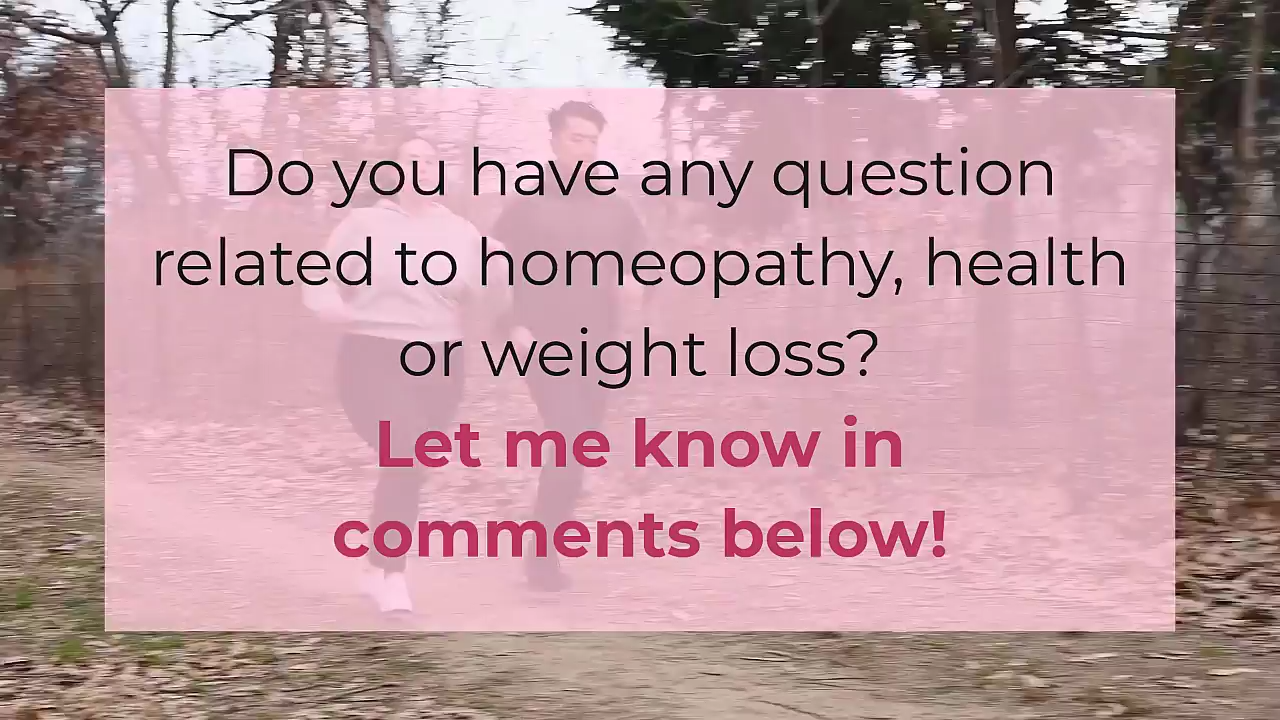 Do you have any question
related to homeopathy, health
or weight loss?
Let me know in
comments below!